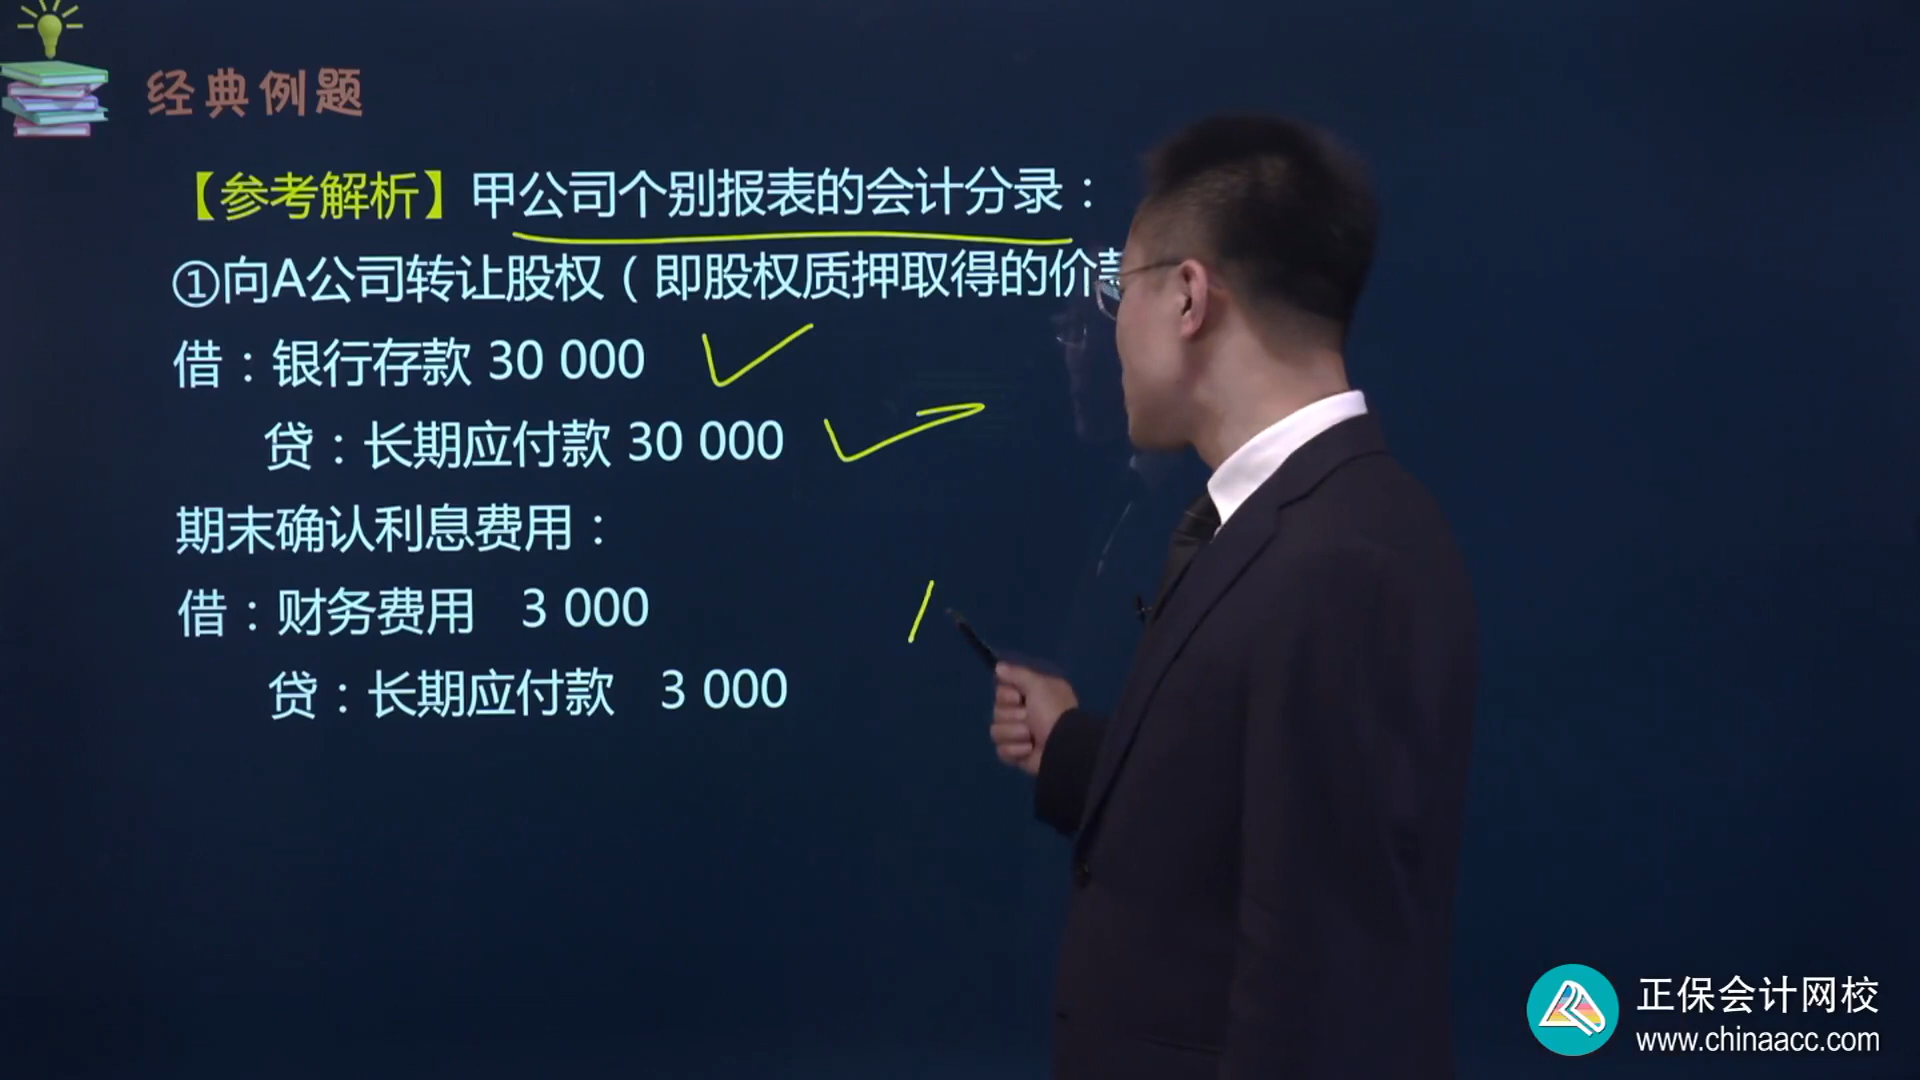 经典例题
【参考解析】甲公司个别报表的会计分录：
①向A公司转让股权（即股权质押取得的价
借：银行存款 30 000
贷：长期应付款 30 000
期末确认利息费用：
借：财务费用 3 000
贷：长期应付款 3 000
正保会计网校
www.chinaacc.com